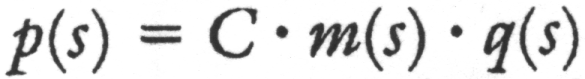 p(s) = C · m(s) · q(s)